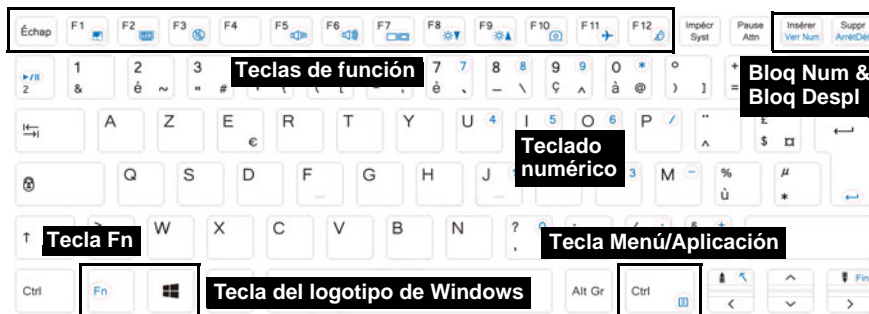 Échap F1 F2 F3 F4 F5 F6 F7 F8 F9 F10 F11 F12 Impécr Syst Pause Attn Insérer Verr Num Suppr ArrêtDéf
Teclas de función
2 1 & 2 é ~ 3 " # 7 7 è ` 8 8 _ \ 9 9 ç ^ 0 * à @ ° ) ] + =
Bloq Num &
Bloq Despl
A Z E € R T Y U 4 I 5 O 6 P / ¨ ^ £ $ ¤
Teclado
numérico
Q S D F G H J 3 M - % ù µ *
Tecla Fn
W X C V B N ? ,
Tecla Menú/Aplicación
Ctrl Fn
Tecla del logotipo de Windows
Alt Gr Ctrl Fin